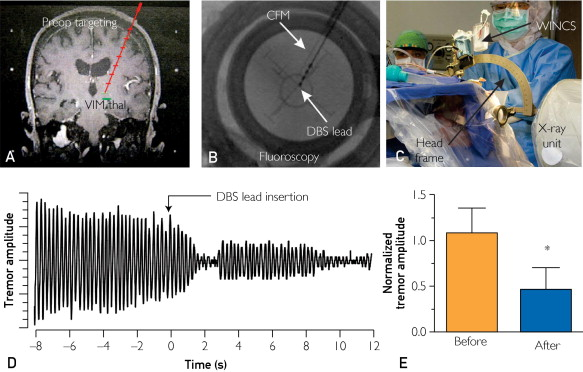 Preop targeting
VIM thal
A
CFM
DBS lead
Fluoroscopy
B
WINCS
Head
frame
X-ray
unit
C
DBS lead insertion
Tremor amplitude
−8 −6 −4 −2 0 2 4 6 8 10 12
Time (s)
D
Normalized
tremor amplitude
1.5
1.0
0.5
0.0
*
Before After
E